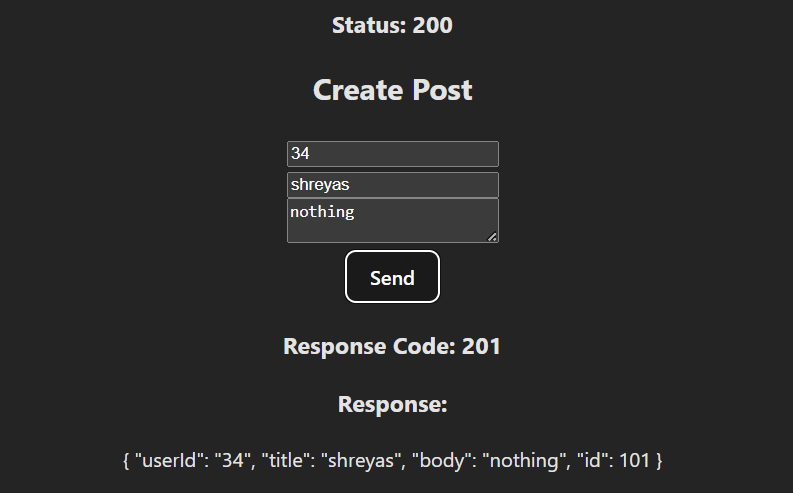 Status: 200
Create Post
34
shreyas
nothing
Send
Response Code: 201
Response:
{ "userId": "34", "title": "shreyas", "body": "nothing", "id": 101 }